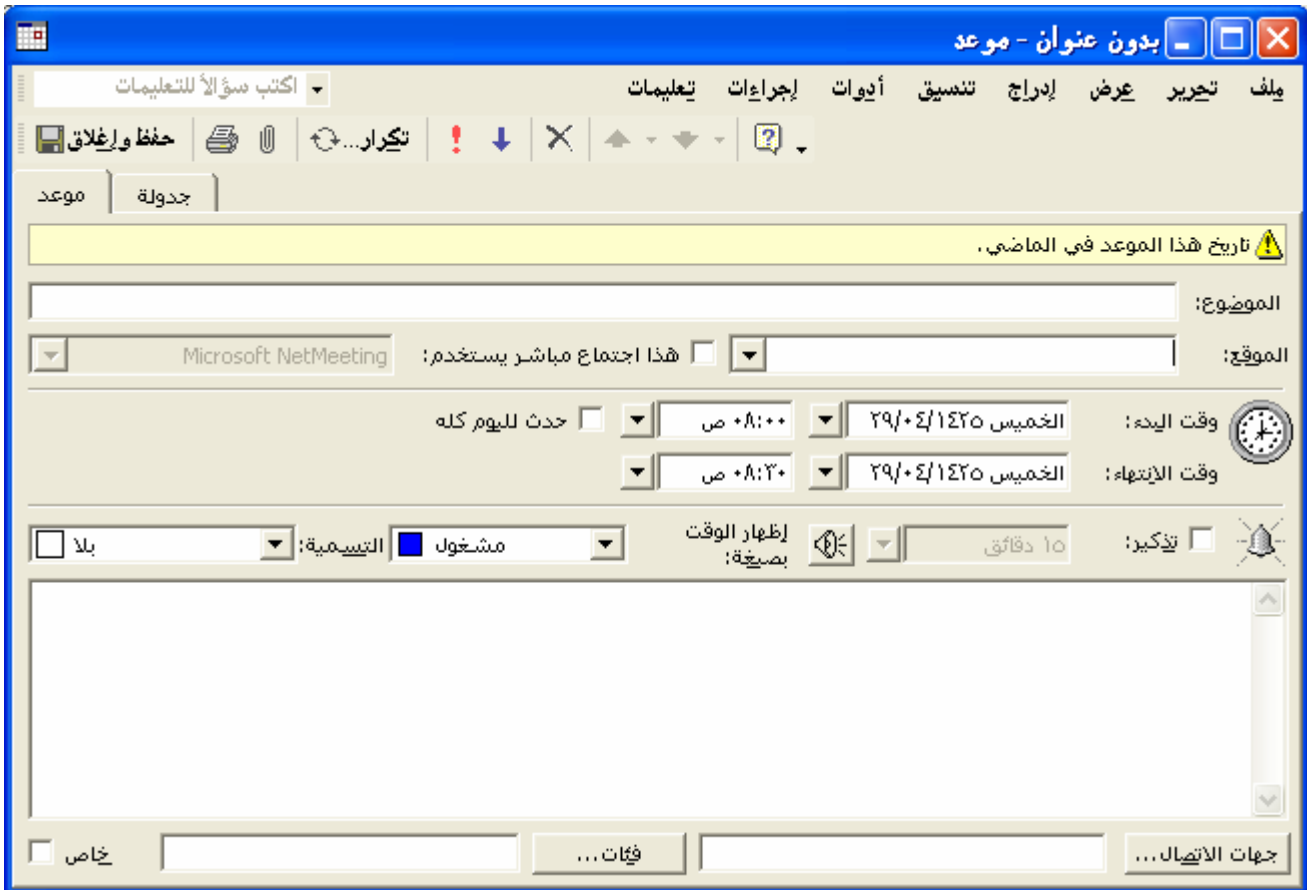 بدون عنوان - موعد
ملف تحرير عرض إدراج تنسيق أدوات إجراءات تعليمات اكتب سؤالاً للتعليمات
حفظ وإغلاق تكرار...
موعد جدولة
تاريخ هذا الموعد في الماضي.
الموضوع:
الموقع: هذا اجتماع مباشر يستخدم: Microsoft NetMeeting
وقت البدء: الخميس ٢٩/٠٤/١٤٢٥ ٠٨:٠٠ ص حدث لليوم كله
وقت الانتهاء: الخميس ٢٩/٠٤/١٤٢٥ ٠٨:٣٠ ص
تذكير: ١٥ دقائق إظهار الوقت بصيغة: مشغول التسمية: بلا
جهات الاتصال... فئات... خاص